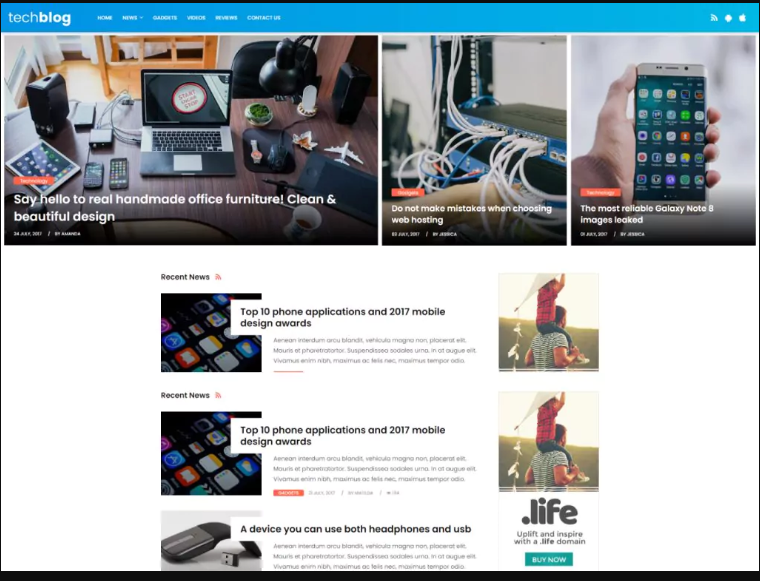 techblog
HOME NEWS GADGETS VIDEOS REVIEWS CONTACT US
START
STOP
Technology
Say hello to real handmade office furniture! Clean &
beautiful design
24 JULY, 2017 / BY AMANDA
Gadgets
Do not make mistakes when choosing
web hosting
03 JULY, 2017 / BY JESSICA
Technology
The most reliable Galaxy Note 8
images leaked
01 JULY, 2017 / BY JESSICA
Recent News
Top 10 phone applications and 2017 mobile
design awards
Aenean interdum arcu blandit, vehicula magna non, placerat elit.
Mauris et pharetratortor. Suspendissea sodales urna. In at augue elit.
Vivamus enim nibh, maximus ac felis nec, maximus tempor odio.
Recent News
Top 10 phone applications and 2017 mobile
design awards
Aenean interdum arcu blandit, vehicula magna non, placerat elit.
Mauris et pharetratortor. Suspendissea sodales urna. In at augue elit.
Vivamus enim nibh, maximus ac felis nec, maximus tempor odio.
GADGETS 21 JULY, 2017 / BY MATILDA /
.life
Uplift and inspire
with a .life domain
BUY NOW
A device you can use both headphones and usb
Aenean interdum arcu blandit, vehicula magna non, placerat elit.
Mauris et pharetratortor. Suspendissea sodales urna. In at augue elit.
Vivamus enim nibh, maximus ac felis nec, maximus tempor odio.